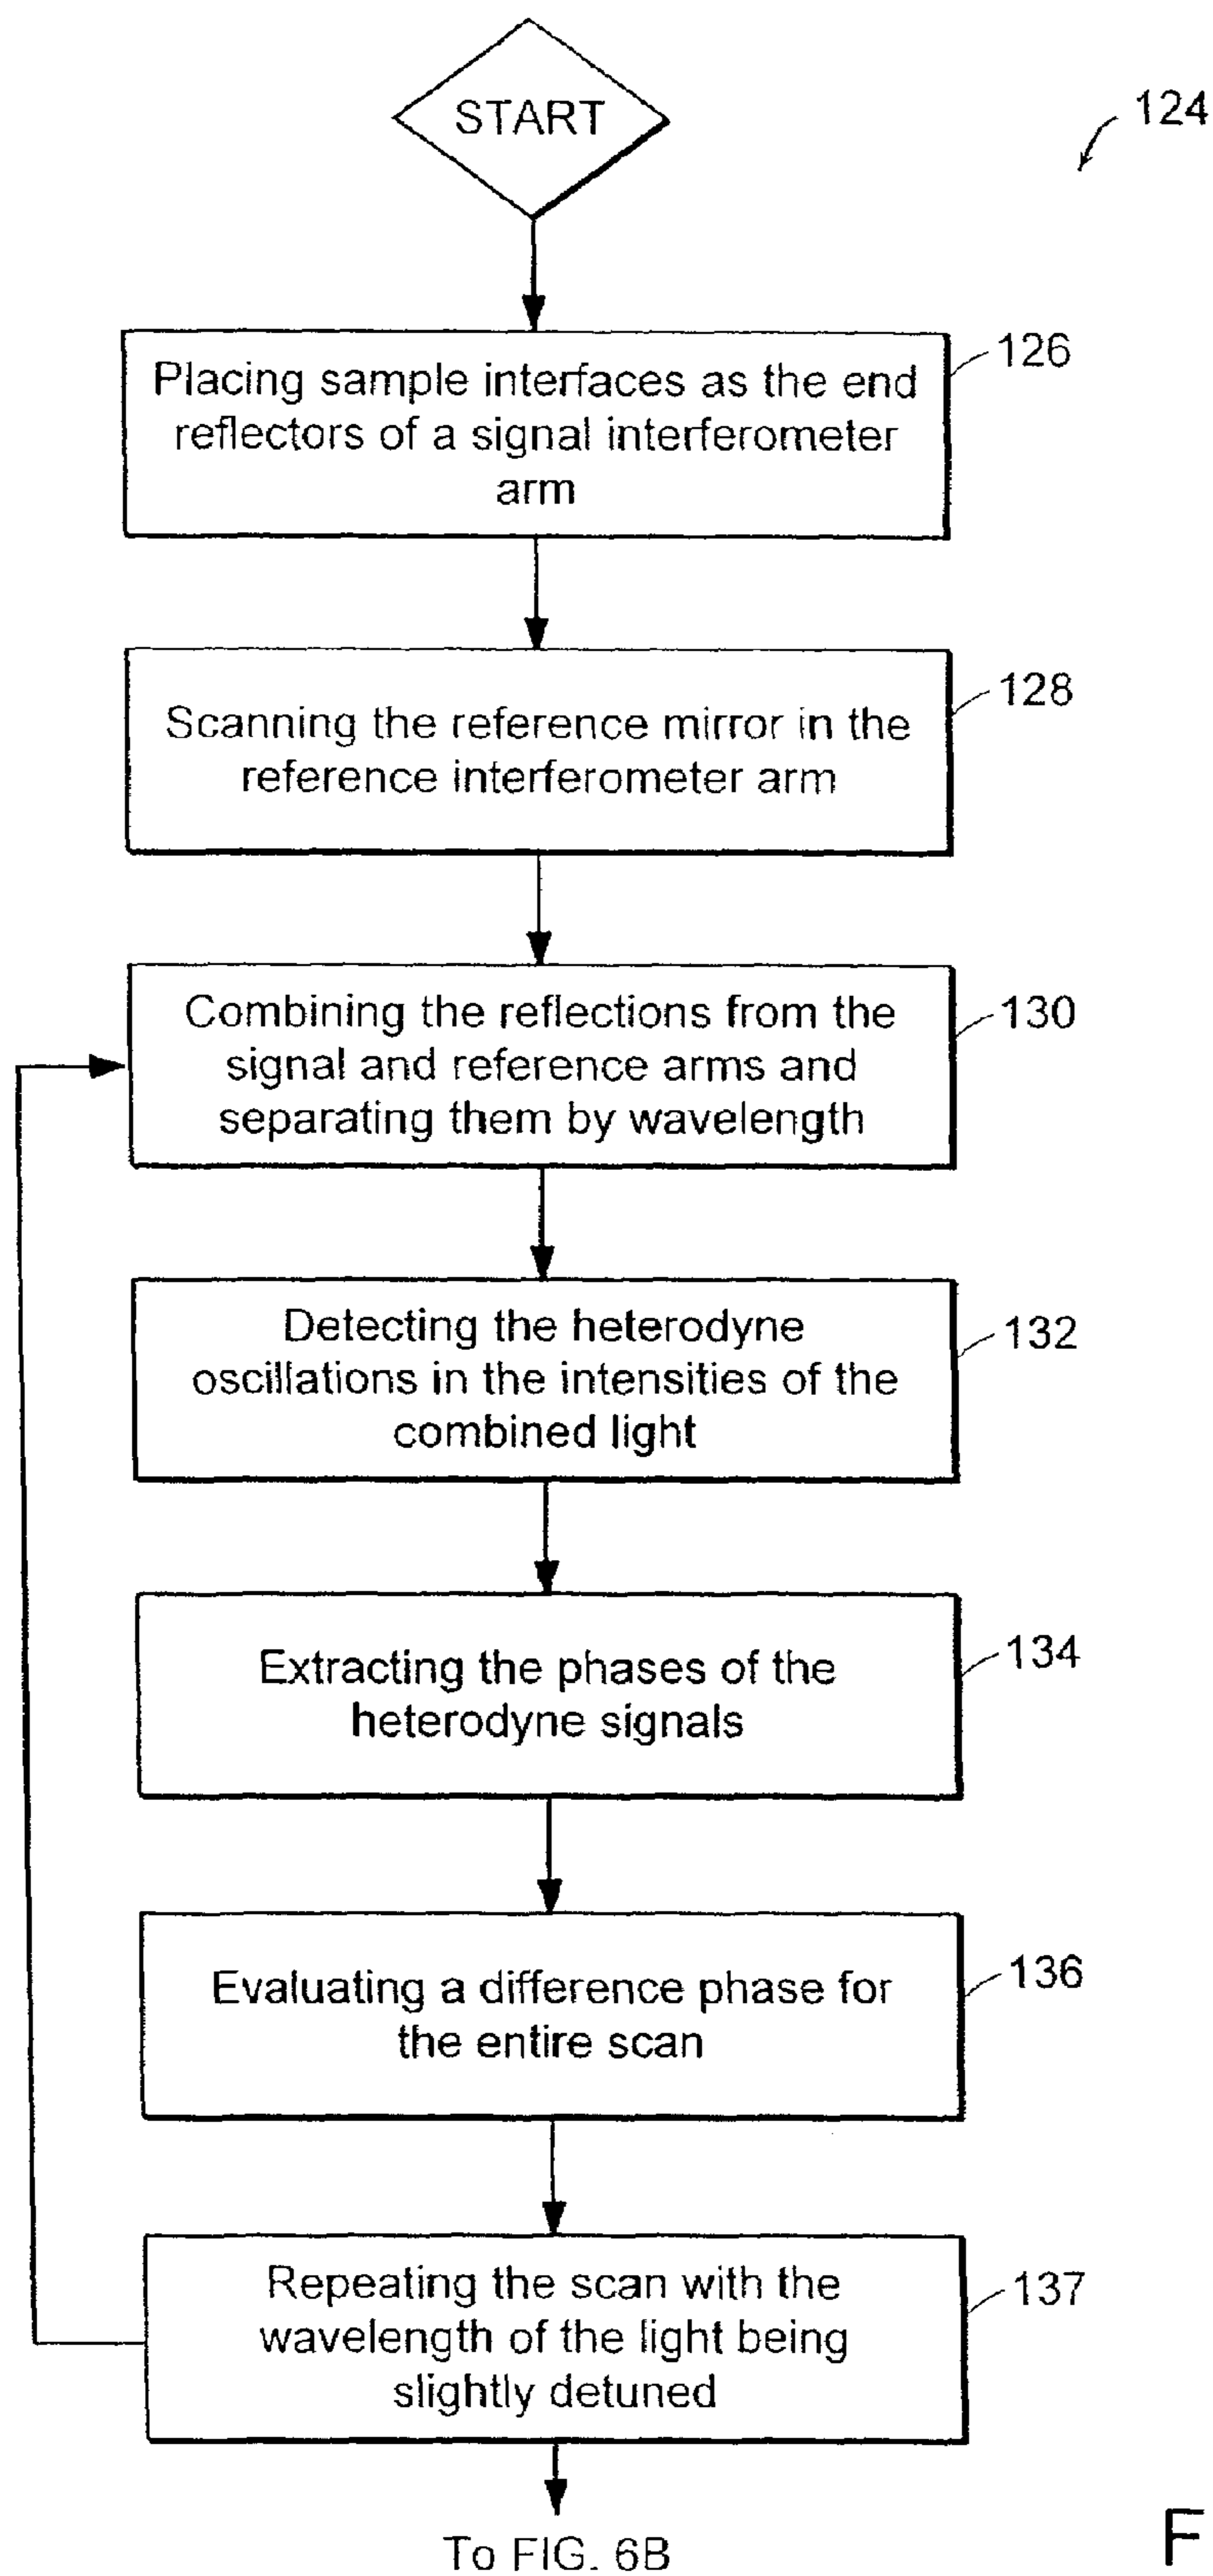 START
124
Placing sample interfaces as the end
reflectors of a signal interferometer
arm
126
Scanning the reference mirror in the
reference interferometer arm
128
Combining the reflections from the
signal and reference arms and
separating them by wavelength
130
Detecting the heterodyne
oscillations in the intensities of the
combined light
132
Extracting the phases of the
heterodyne signals
134
Evaluating a difference phase for
the entire scan
136
Repeating the scan with the
wavelength of the light being
slightly detuned
137
To FIG. 6B
F